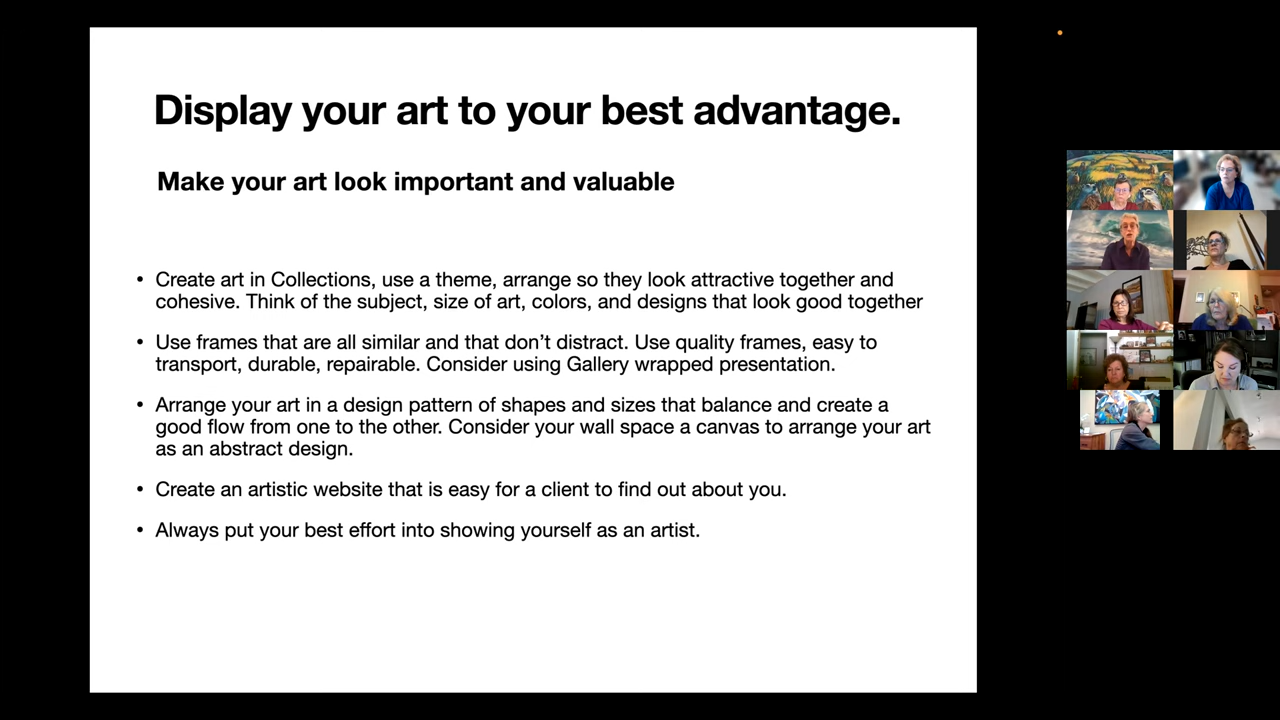 Display your art to your best advantage.
Make your art look important and valuable
• Create art in Collections, use a theme, arrange so they look attractive together and
cohesive. Think of the subject, size of art, colors, and designs that look good together
• Use frames that are all similar and that don’t distract. Use quality frames, easy to
transport, durable, repairable. Consider using Gallery wrapped presentation.
• Arrange your art in a design pattern of shapes and sizes that balance and create a
good flow from one to the other. Consider your wall space a canvas to arrange your art
as an abstract design.
• Create an artistic website that is easy for a client to find out about you.
• Always put your best effort into showing yourself as an artist.